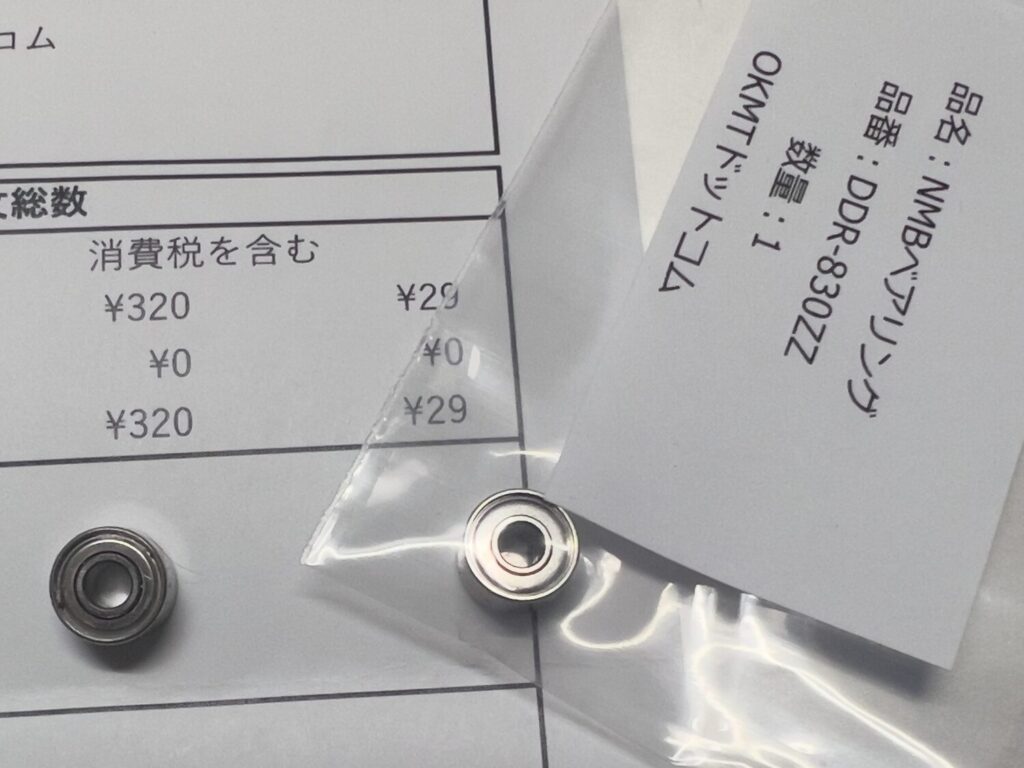 コム
総数
消費税を含む
¥320 ¥29
¥0 ¥0
¥320 ¥29
品名：NMBベアリング
品番：DDR-830ZZ
数量：1
OKMTドットコム